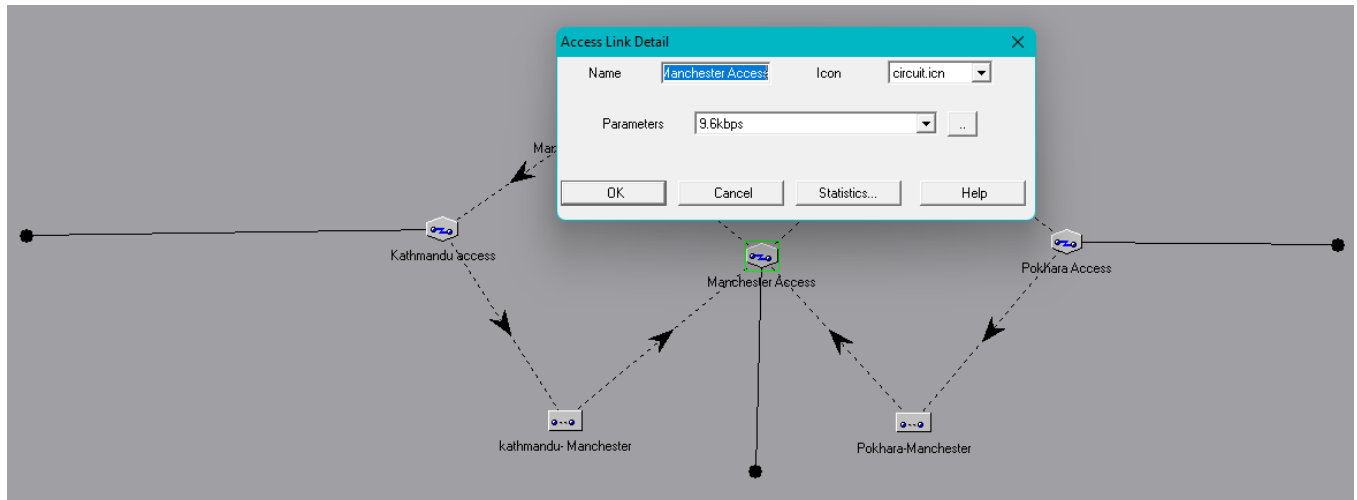 Access Link Detail
Name Manchester Access Icon circuit.icn
Parameters 9.6kbps ..
OK Cancel Statistics... Help
Kathmandu access
Manchester Access
Pokhara Access
kathmandu- Manchester
Pokhara-Manchester